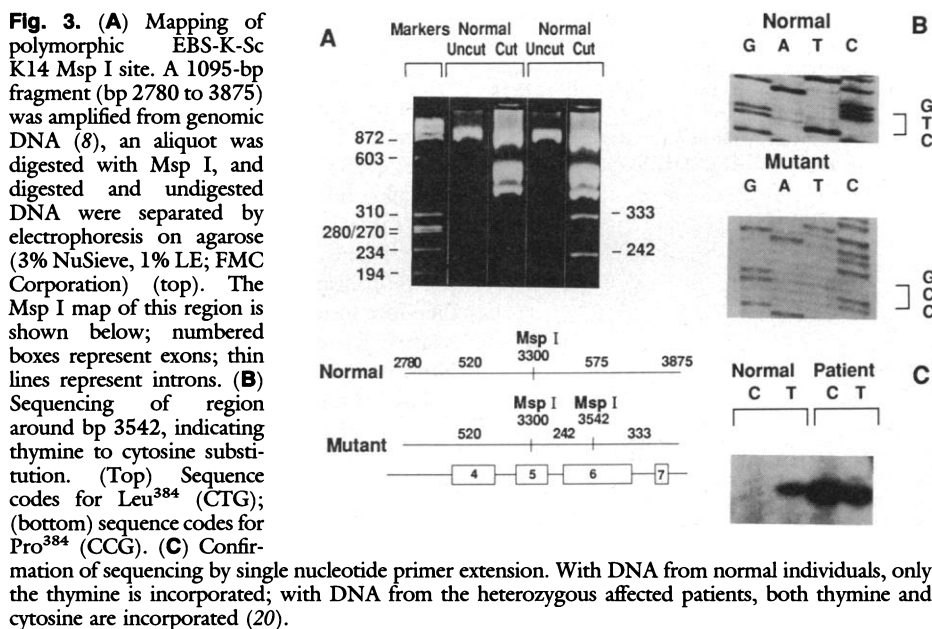 Fig. 3. (A) Mapping of
polymorphic EBS-K-Sc
K14 Msp I site. A 1095-bp
fragment (bp 2780 to 3875)
was amplified from genomic
DNA (8), an aliquot was
digested with Msp I, and
digested and undigested
DNA were separated by
electrophoresis on agarose
(3% NuSieve, 1% LE; FMC
Corporation) (top). The
Msp I map of this region is
shown below; numbered
boxes represent exons; thin
lines represent introns. (B)
Sequencing of region
around bp 3542, indicating
thymine to cytosine substi-
tution. (Top) Sequence
codes for Leu384 (CTG);
(bottom) sequence codes for
Pro384 (CCG). (C) Confir-
mation of sequencing by single nucleotide primer extension. With DNA from normal individuals, only
the thymine is incorporated; with DNA from the heterozygous affected patients, both thymine and
cytosine are incorporated (20).
A
Markers Normal Normal
Uncut Cut Uncut Cut
872
603
310
280/270
234
194
333
242
Msp I
2780 520 3300 575 3875
Normal
Msp I Msp I
3300 3542
520 242 333
Mutant
4 5 6 7
B
Normal
G A T C
G
T
C
Mutant
G A T C
G
C
C
C
Normal Patient
C T C T